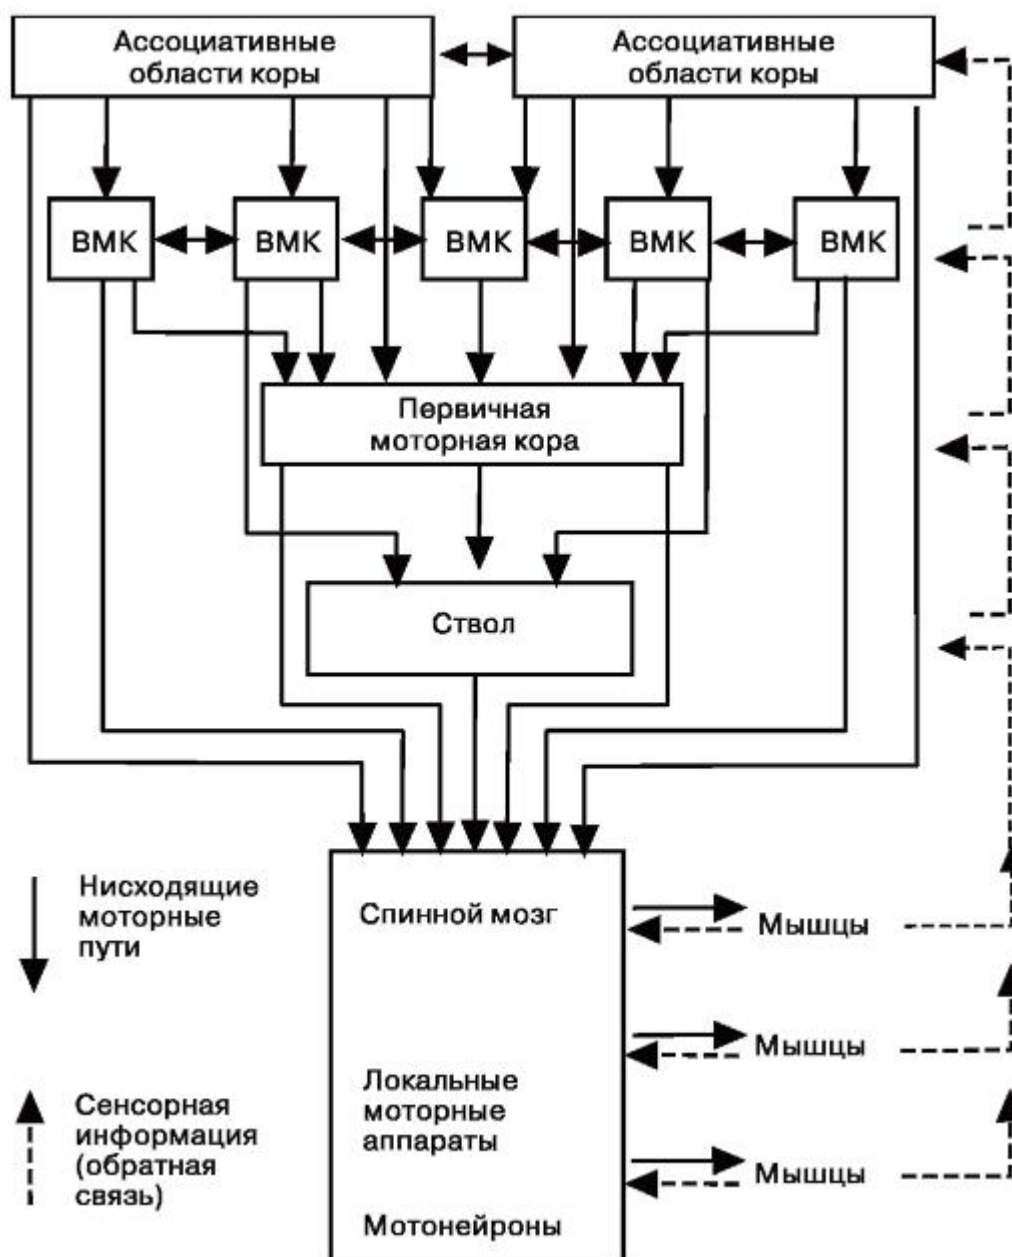 Ассоциативные
области коры
Ассоциативные
области коры
ВМК
ВМК
ВМК
ВМК
ВМК
Первичная
моторная кора
Ствол
Нисходящие
моторные
пути
Спинной мозг
Мышцы
Мышцы
Локальные
моторные
аппараты
Сенсорная
информация
(обратная
связь)
Мышцы
Мотонейроны